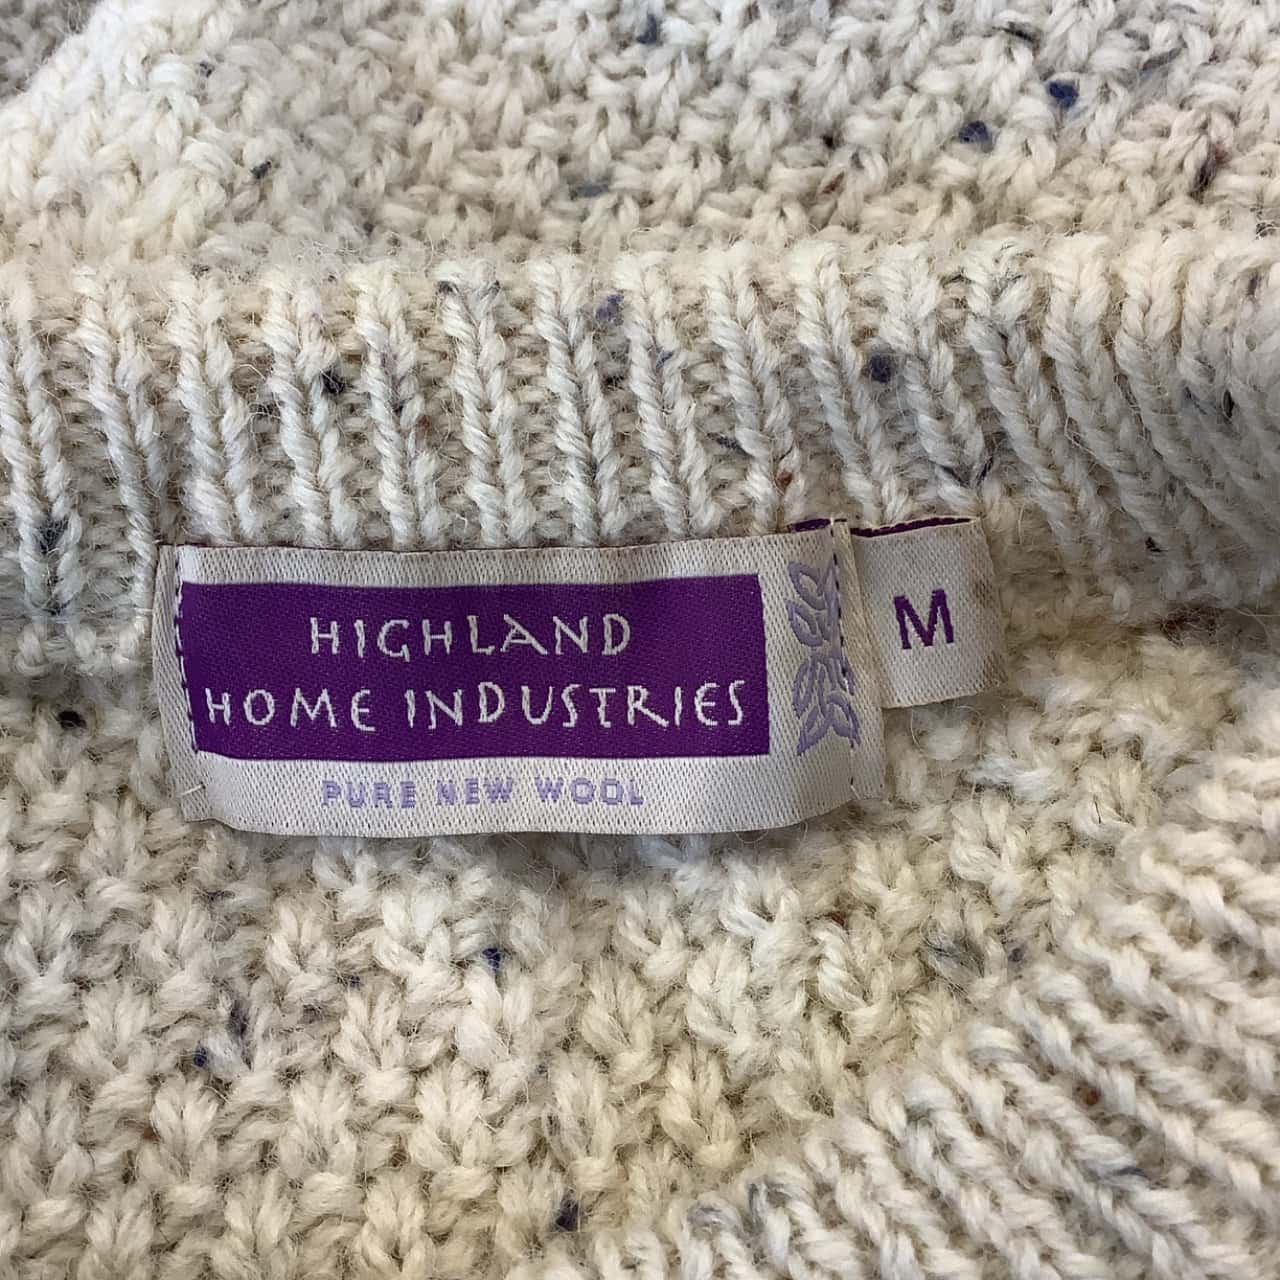 HIGHLAND
HOME INDUSTRIES
PURE NEW WOOL
M